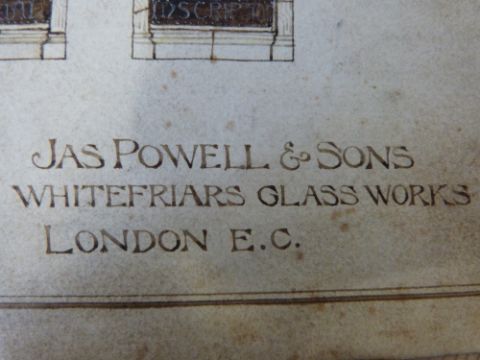 JAS POWELL & SONS
WHITEFRIARS GLASS WORKS
LONDON E.C.